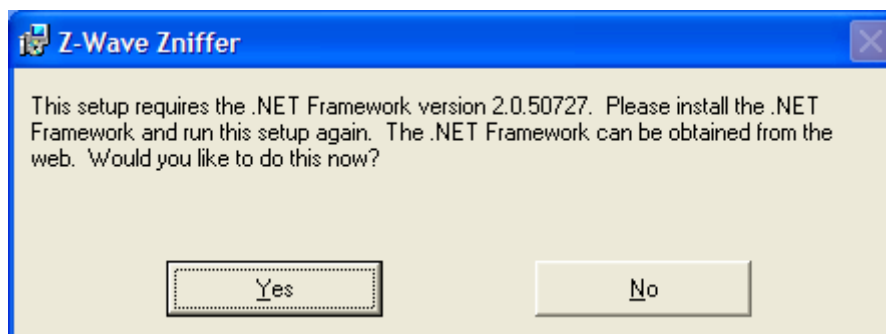 Z-Wave Zniffer
This setup requires the .NET Framework version 2.0.50727.  Please install the .NET
Framework and run this setup again.  The .NET Framework can be obtained from the
web.  Would you like to do this now?
Yes
No